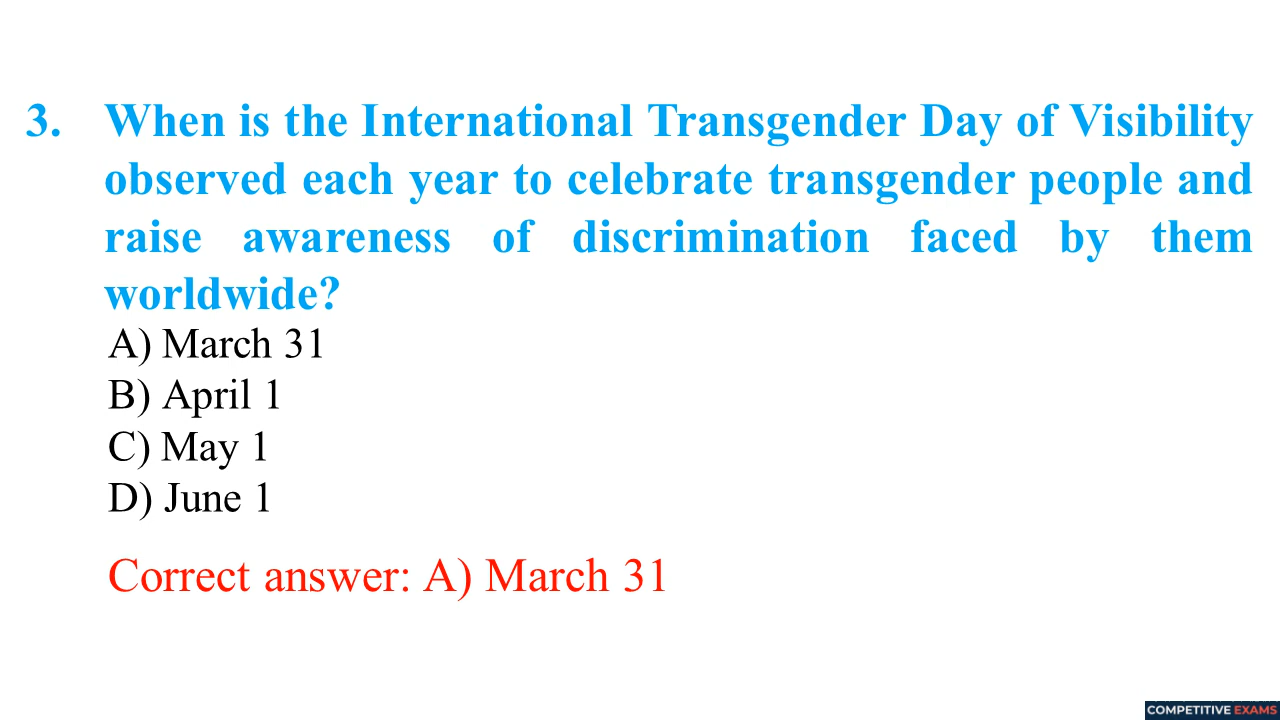 3. When is the International Transgender Day of Visibility
observed each year to celebrate transgender people and
raise awareness of discrimination faced by them
worldwide?
A) March 31
B) April 1
C) May 1
D) June 1
Correct answer: A) March 31
COMPETITIVE EXAMS